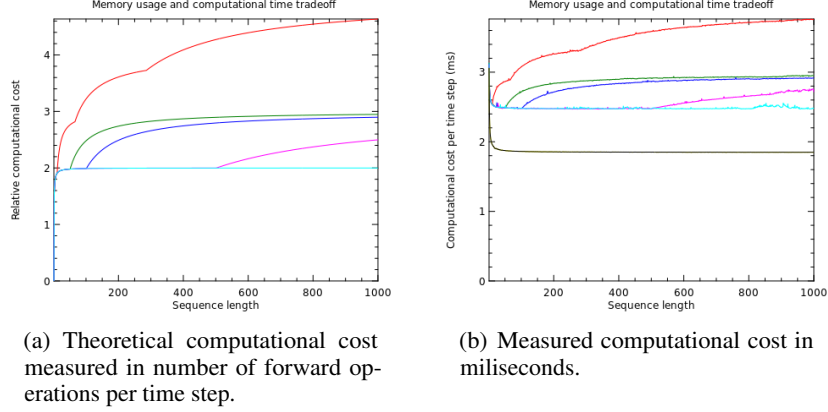 Memory usage and computational time tradeoff
Relative computational cost
4
3
2
1
0
200
400
600
800
1000
Sequence length
(a) Theoretical computational cost
measured in number of forward op-
erations per time step.
Memory usage and computational time tradeoff
Computational cost per time step (ms)
3
2
1
0
200
400
600
800
1000
Sequence length
(b) Measured computational cost in
miliseconds.